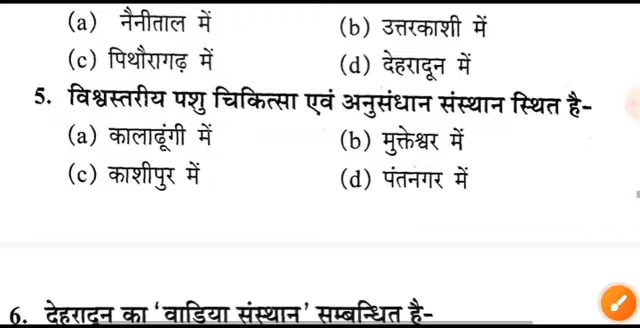 (a) नैनीताल में (b) उत्तरकाशी में
(c) पिथौरागढ़ में (d) देहरादून में
5. विश्वस्तरीय पशु चिकित्सा एवं अनुसंधान संस्थान स्थित है-
(a) कालाढूंगी में (b) मुक्तेश्वर में
(c) काशीपुर में (d) पंतनगर में
6. देहरादून का 'वाडिया संस्थान' सम्बन्धित है-